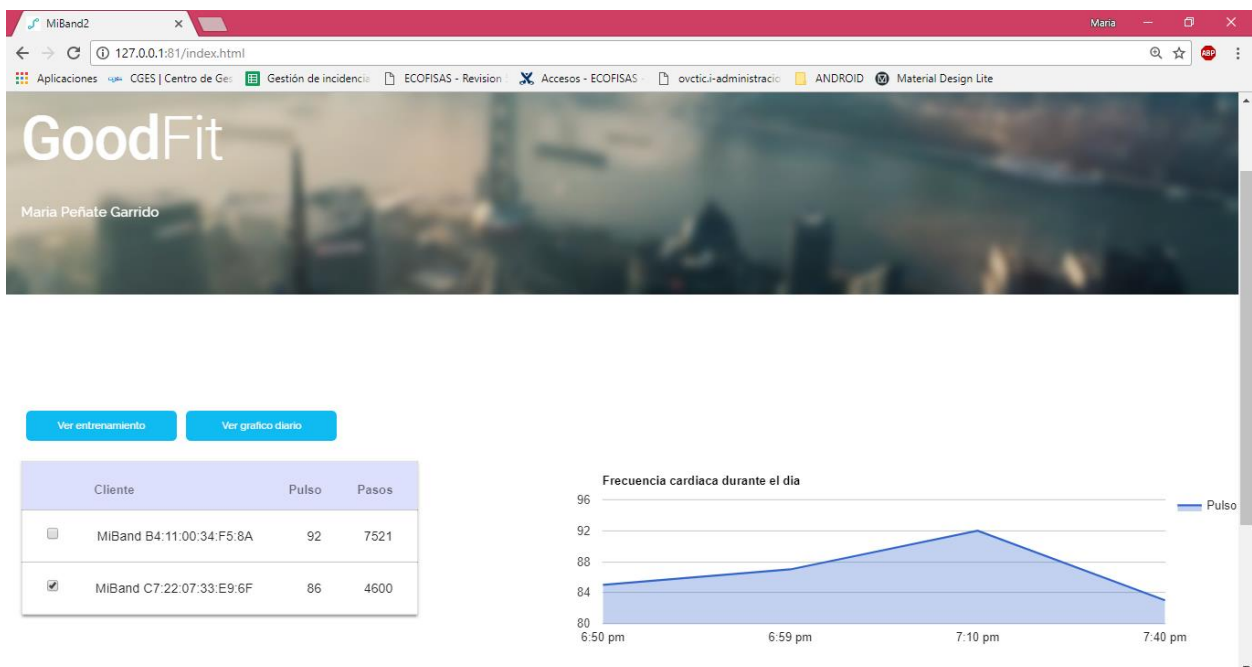 MiBand2
Maria
127.0.0.1:81/index.html
ABP
Aplicaciones CGES | Centro de Ges Gestión de incidencia ECOFISAS - Revision Accesos - ECOFISAS - ovctic.i-administracio ANDROID Material Design Lite
GoodFit
Maria Peñate Garrido
Ver entrenamiento Ver grafico diario
Cliente Pulso Pasos
MiBand B4:11:00:34:F5:8A 92 7521
MiBand C7:22:07:33:E9:6F 86 4600
Frecuencia cardiaca durante el dia
96
92
88
84
80
Pulso
6:50 pm 6:59 pm 7:10 pm 7:40 pm